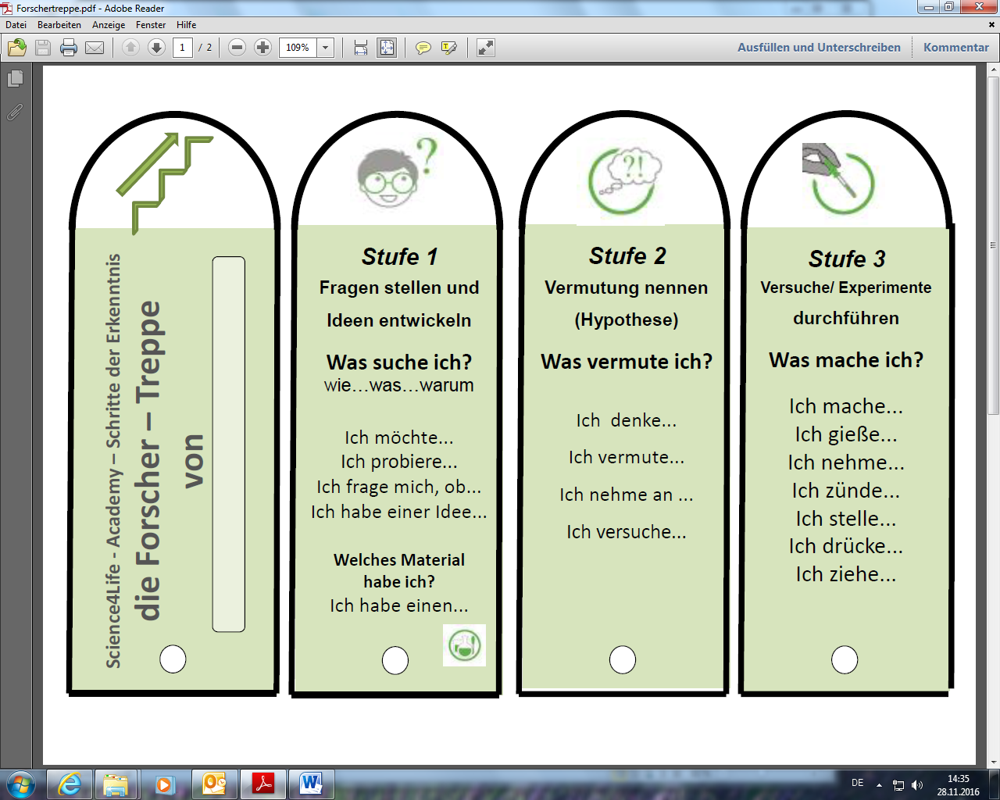 Forschertreppe.pdf - Adobe Reader
Datei Bearbeiten Anzeige Fenster Hilfe
1 / 2 109% Ausfüllen und Unterschreiben Kommentar
Science4Life - Academy – Schritte der Erkenntnis
die Forscher – Treppe
von
?
Stufe 1
Fragen stellen und
Ideen entwickeln
Was suche ich?
wie…was…warum
Ich möchte...
Ich probiere...
Ich frage mich, ob...
Ich habe einer Idee...
Welches Material
habe ich?
Ich habe einen...
?!
Stufe 2
Vermutung nennen
(Hypothese)
Was vermute ich?
Ich denke...
Ich vermute...
Ich nehme an ...
Ich versuche...
Stufe 3
Versuche/ Experimente
durchführen
Was mache ich?
Ich mache...
Ich gieße...
Ich nehme...
Ich zünde...
Ich stelle...
Ich drücke...
Ich ziehe...
DE
14:35
28.11.2016